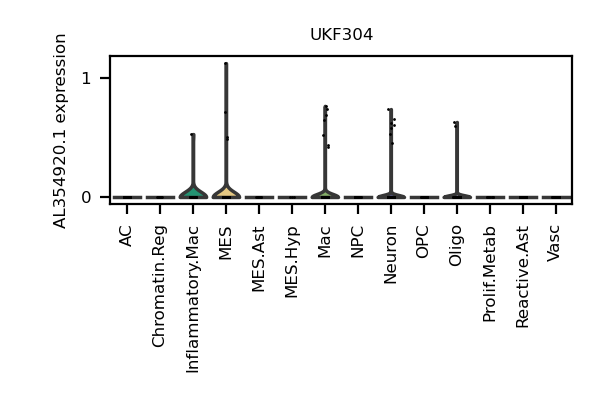 UKF304
AL354920.1 expression
1
0
AC
Chromatin.Reg
Inflammatory.Mac
MES
MES.Ast
MES.Hyp
Mac
NPC
Neuron
OPC
Oligo
Prolif.Metab
Reactive.Ast
Vasc